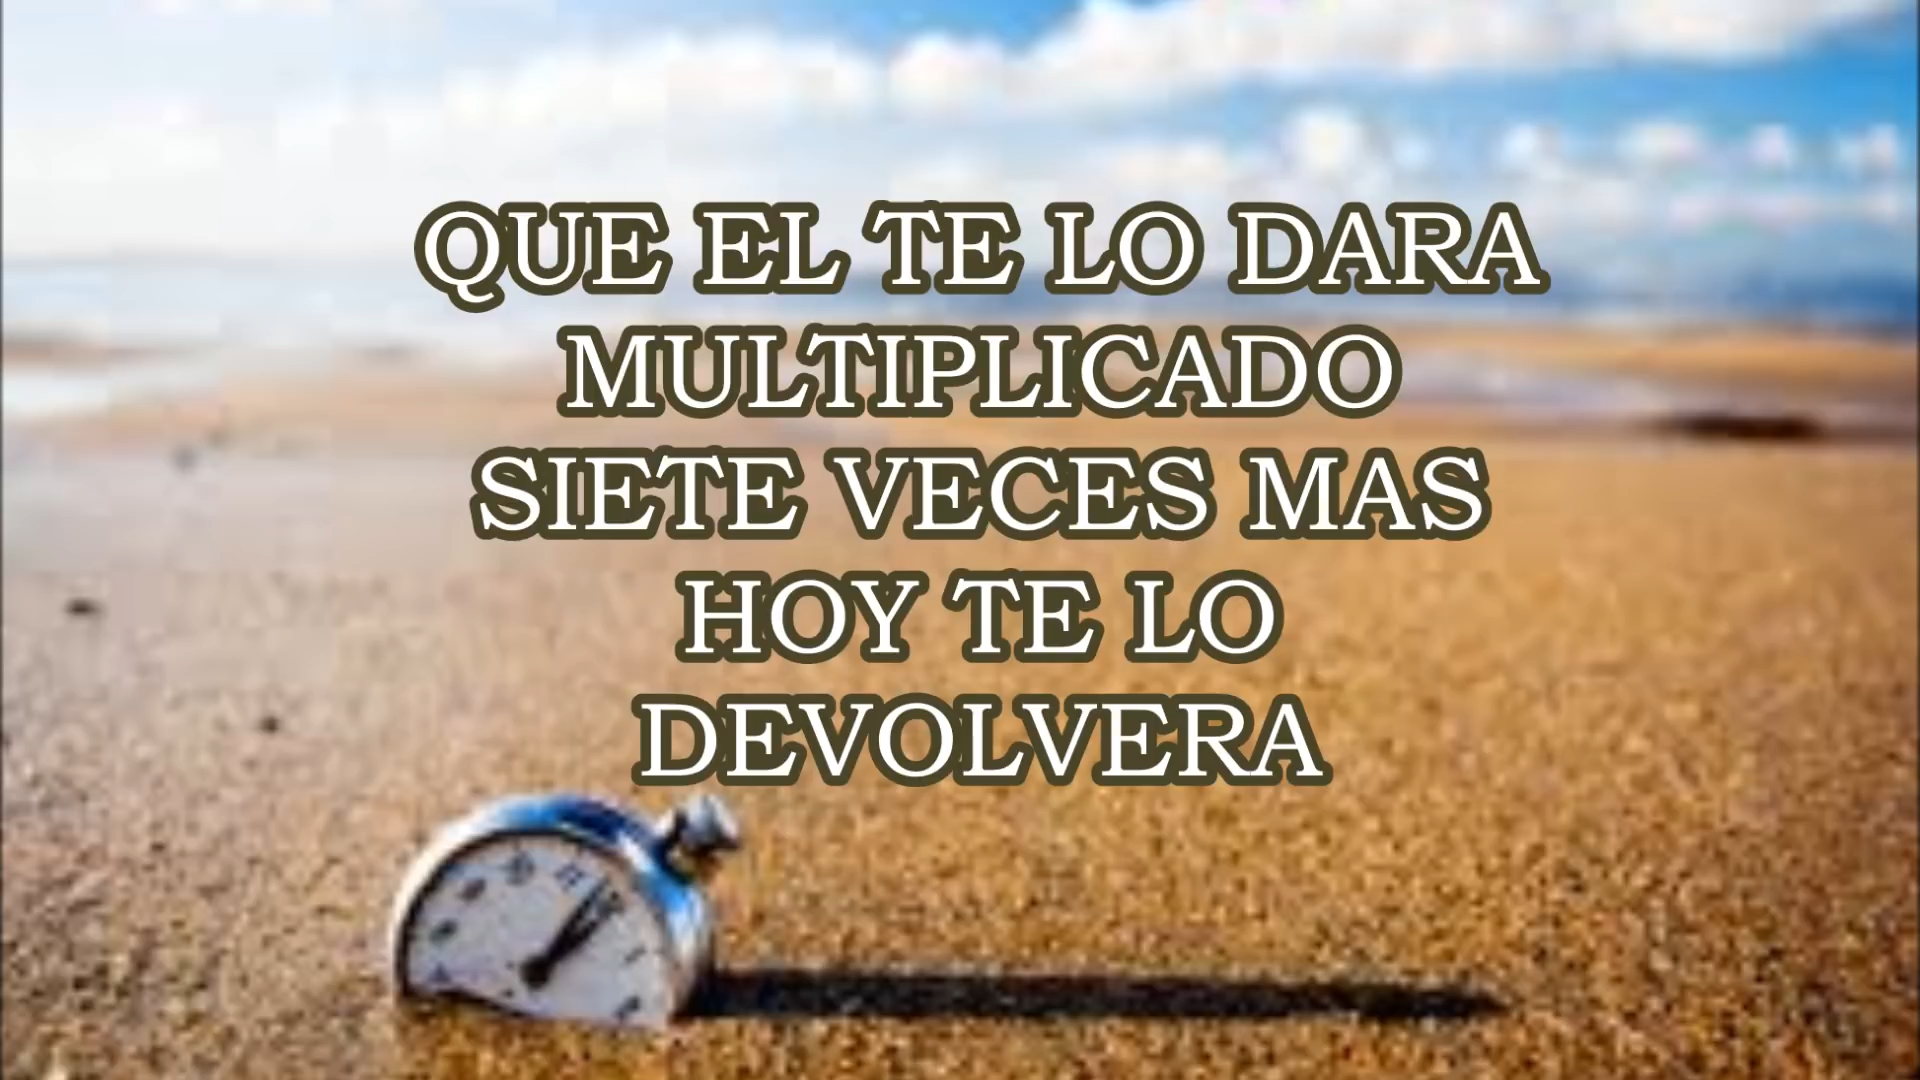 QUE EL TE LO DARA
MULTIPLICADO
SIETE VECES MAS
HOY TE LO
DEVOLVERA